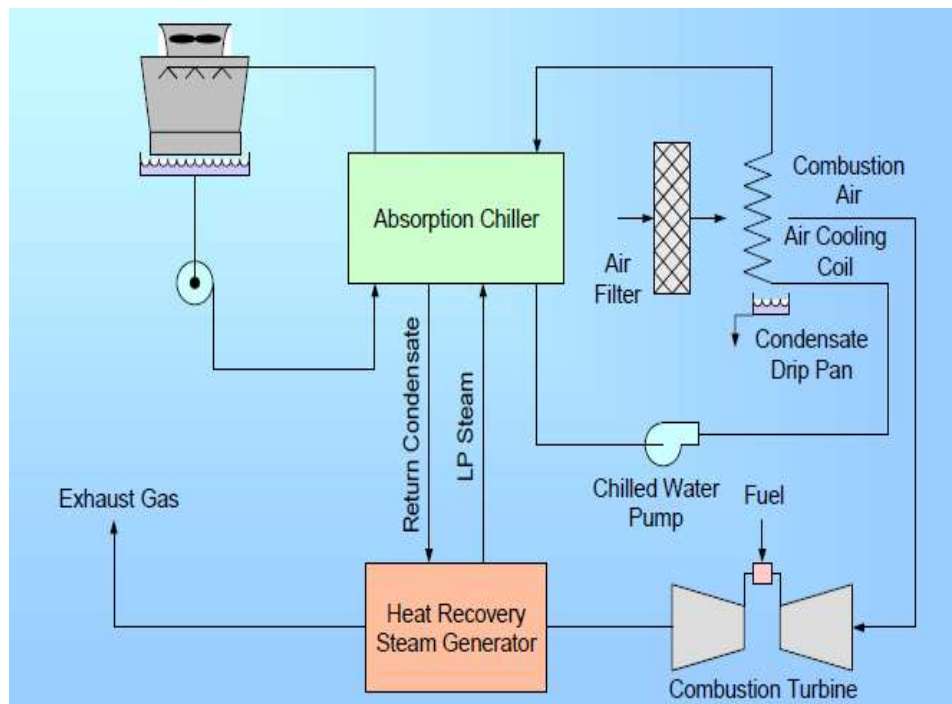 Absorption Chiller
Air
Filter
Combustion
Air
Air Cooling
Coil
Condensate
Drip Pan
Return Condensate
LP Steam
Chilled Water
Pump
Fuel
Exhaust Gas
Heat Recovery
Steam Generator
Combustion Turbine